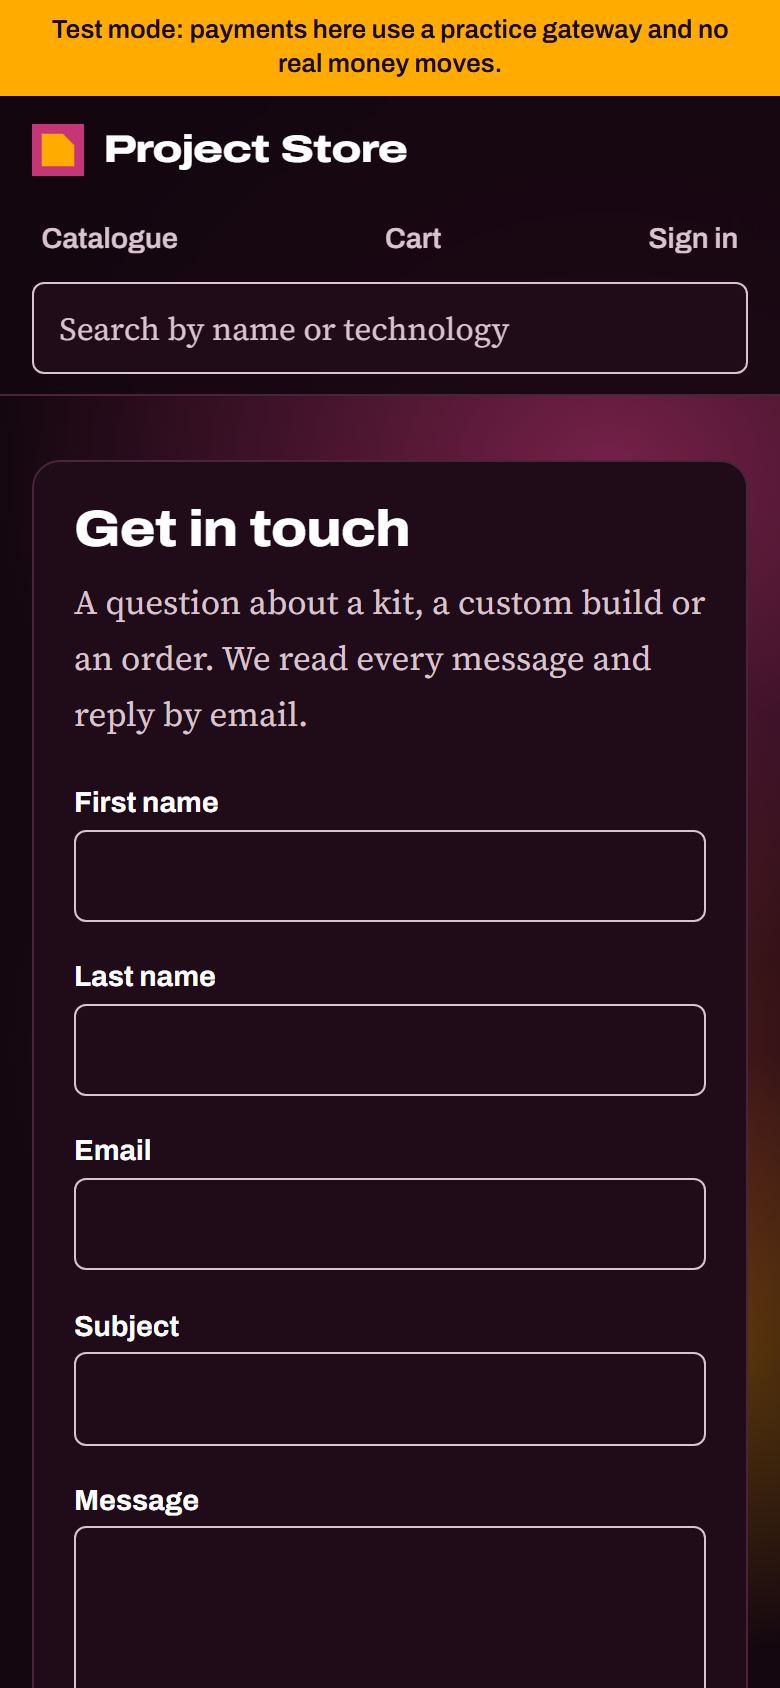 Test mode: payments here use a practice gateway and no
real money moves.
Project Store
Catalogue
Cart
Sign in
Search by name or technology
Get in touch
A question about a kit, a custom build or
an order. We read every message and
reply by email.
First name
Last name
Email
Subject
Message